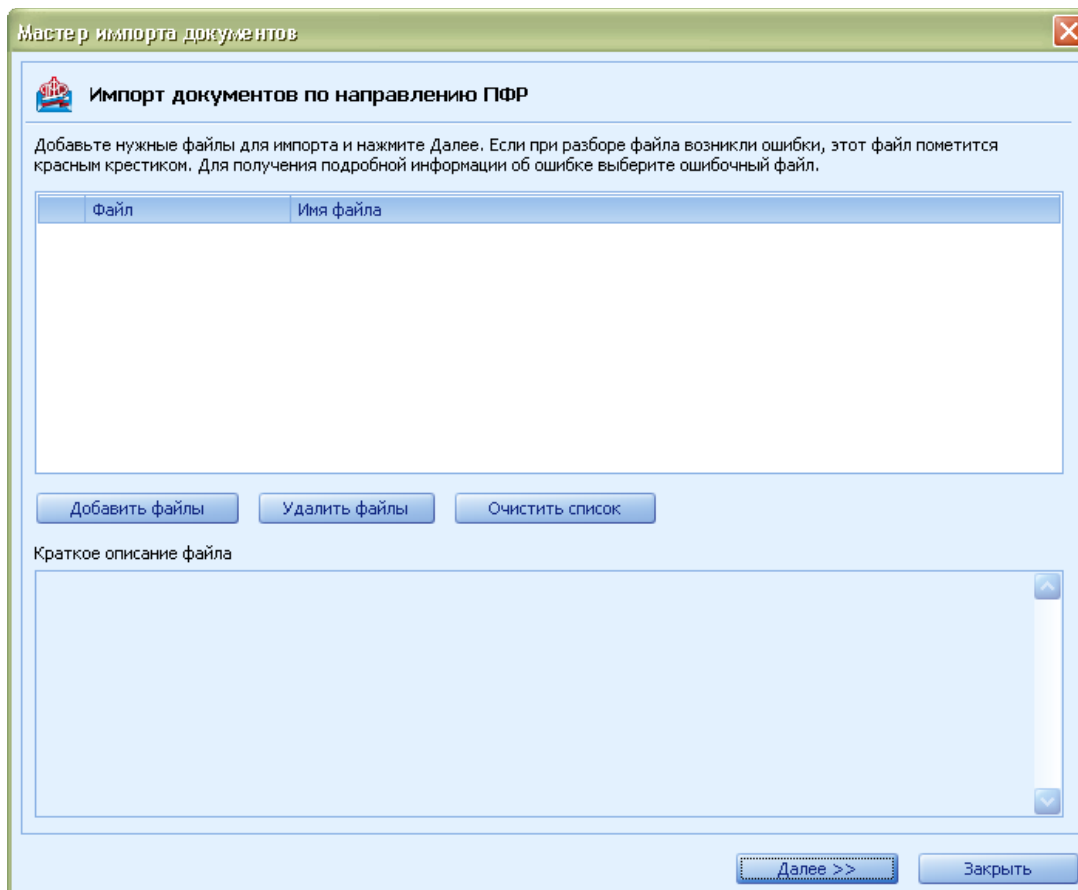 Мастер импорта документов
Импорт документов по направлению ПФР
Добавьте нужные файлы для импорта и нажмите Далее. Если при разборе файла возникли ошибки, этот файл пометится
красным крестиком. Для получения подробной информации об ошибке выберите ошибочный файл.
Файл Имя файла
Добавить файлы Удалить файлы Очистить список
Краткое описание файла
Далее >> Закрыть